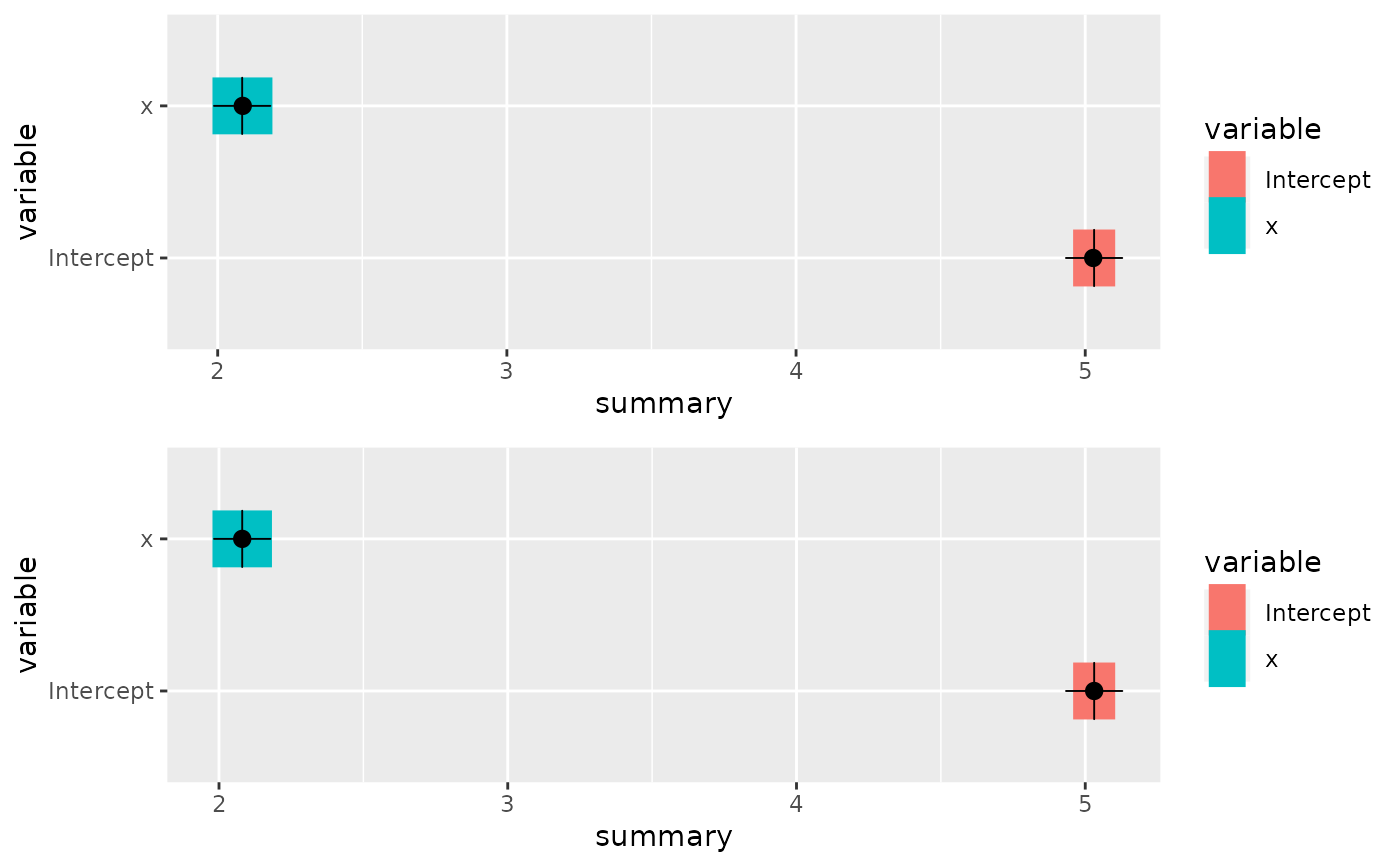 variable
x
Intercept
2 3 4 5
summary
variable
Intercept
x
variable
x
Intercept
2 3 4 5
summary
variable
Intercept
x